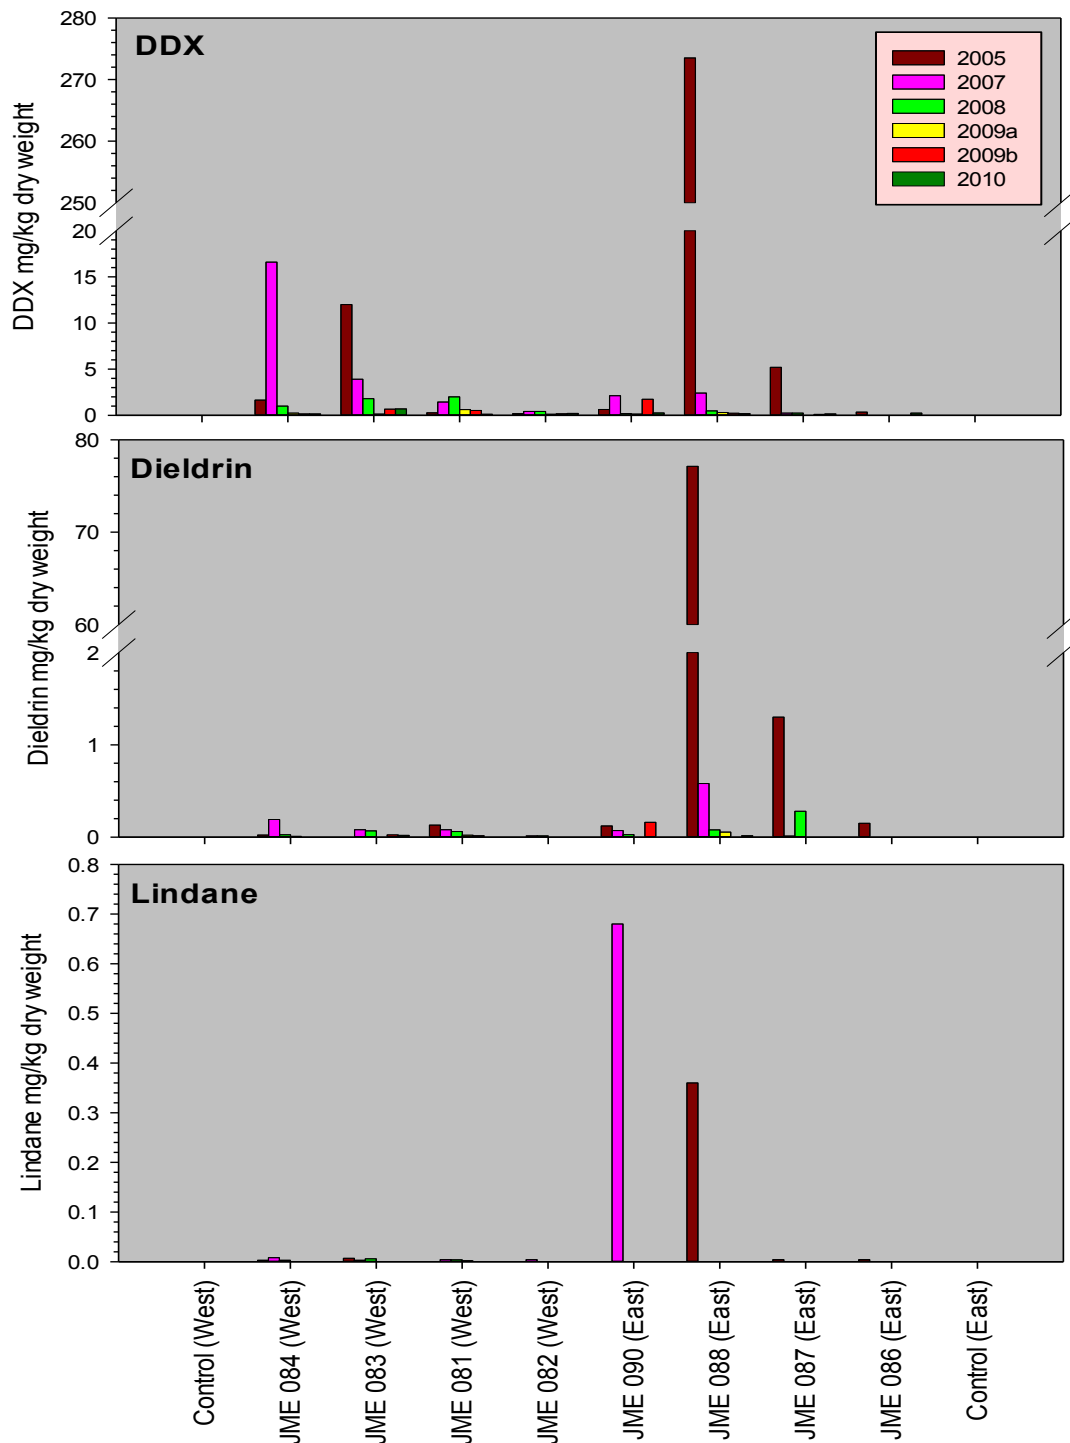 DDX
2005
2007
2008
2009a
2009b
2010
280
270
260
250
20
15
10
5
0
DDX mg/kg dry weight
Dieldrin
80
70
60
2
1
0
Dieldrin mg/kg dry weight
Lindane
0.8
0.7
0.6
0.5
0.4
0.3
0.2
0.1
0.0
Lindane mg/kg dry weight
Control (West)
JME 084 (West)
JME 083 (West)
JME 081 (West)
JME 082 (West)
JME 090 (East)
JME 088 (East)
JME 087 (East)
JME 086 (East)
Control (East)